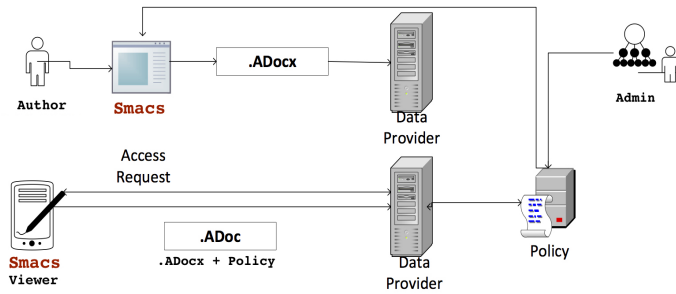 .ADocx
Author
Smacs
Data
Provider
Admin
Access
Request
.ADoc
.ADocx + Policy
Smacs
Viewer
Data
Provider
Policy